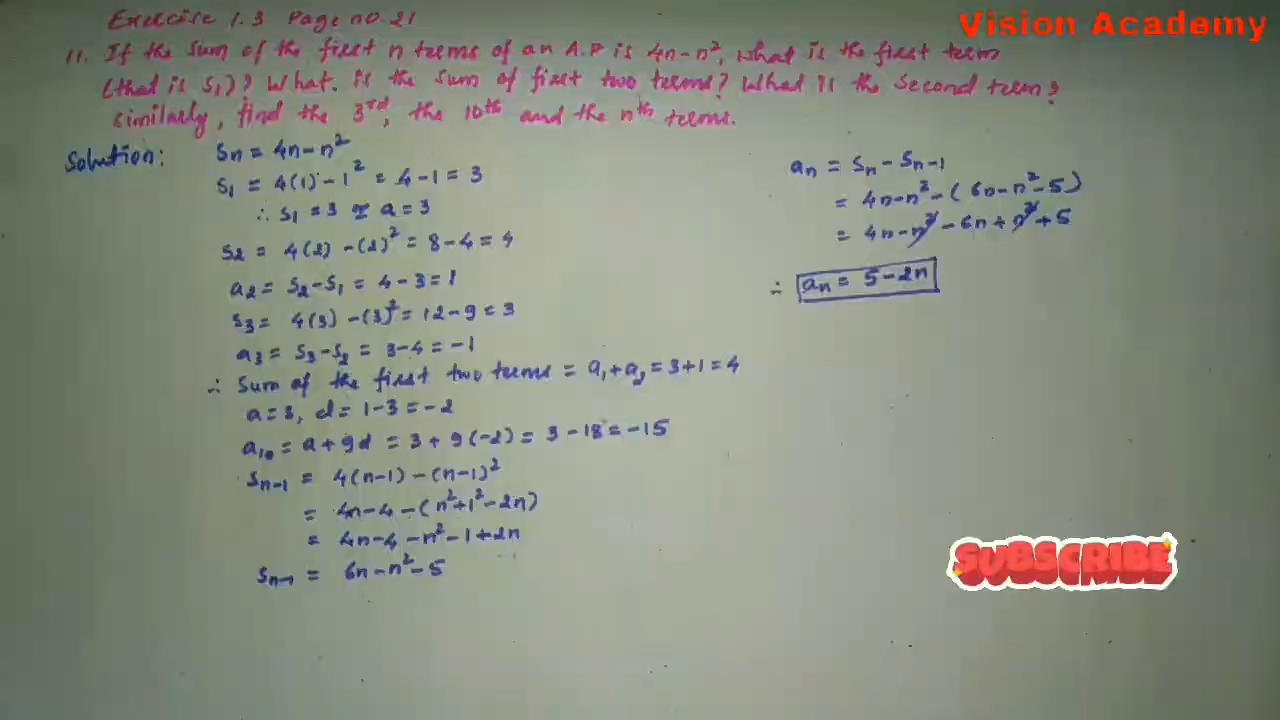 Exercise 1.3 Page no. 21
Vision Academy
11. If the sum of the first n terms of an A.P is 4n-n², what is the first term
(that is S₁)? What is the sum of first two terms? What is the second term?
similarly, find the 3rd, the 10th and the nth terms.
Solution: Sn = 4n-n²
S₁ = 4(1)-1² = 4-1 = 3
∴ S₁ = 3 or a = 3
S₂ = 4(2)-(2)² = 8-4 = 4
a₂ = S₂-S₁ = 4-3 = 1
S₃ = 4(3)-(3)² = 12-9 = 3
a₃ = S₃-S₂ = 3-4 = -1
∴ Sum of the first two terms = a₁+a₂ = 3+1 = 4
a = 3, d = 1-3 = -2
a₁₀ = a+9d = 3+9(-2) = 3-18 = -15
Sn-1 = 4(n-1)-(n-1)²
= 4n-4-(n²+1²-2n)
= 4n-4-n²-1+2n
Sn-1 = 6n-n²-5
an = Sn-Sn-1
= 4n-n²-(6n-n²-5)
= 4n-n²-6n+n²+5
∴ an = 5-2n
SUBSCRIBE